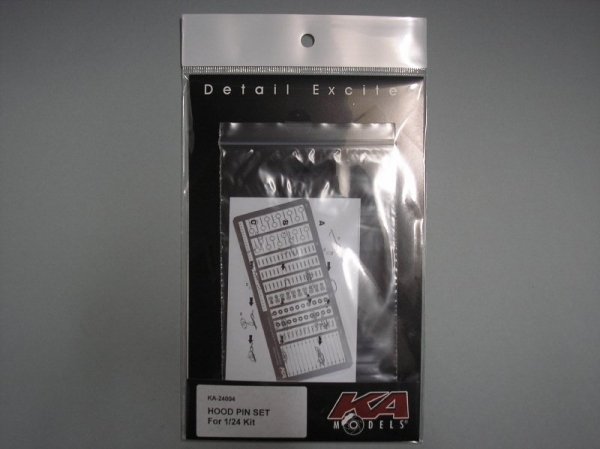 Detail Excite
C
B
A
KA-24004
HOOD PIN SET
For 1/24 Kit
KA
MODELS